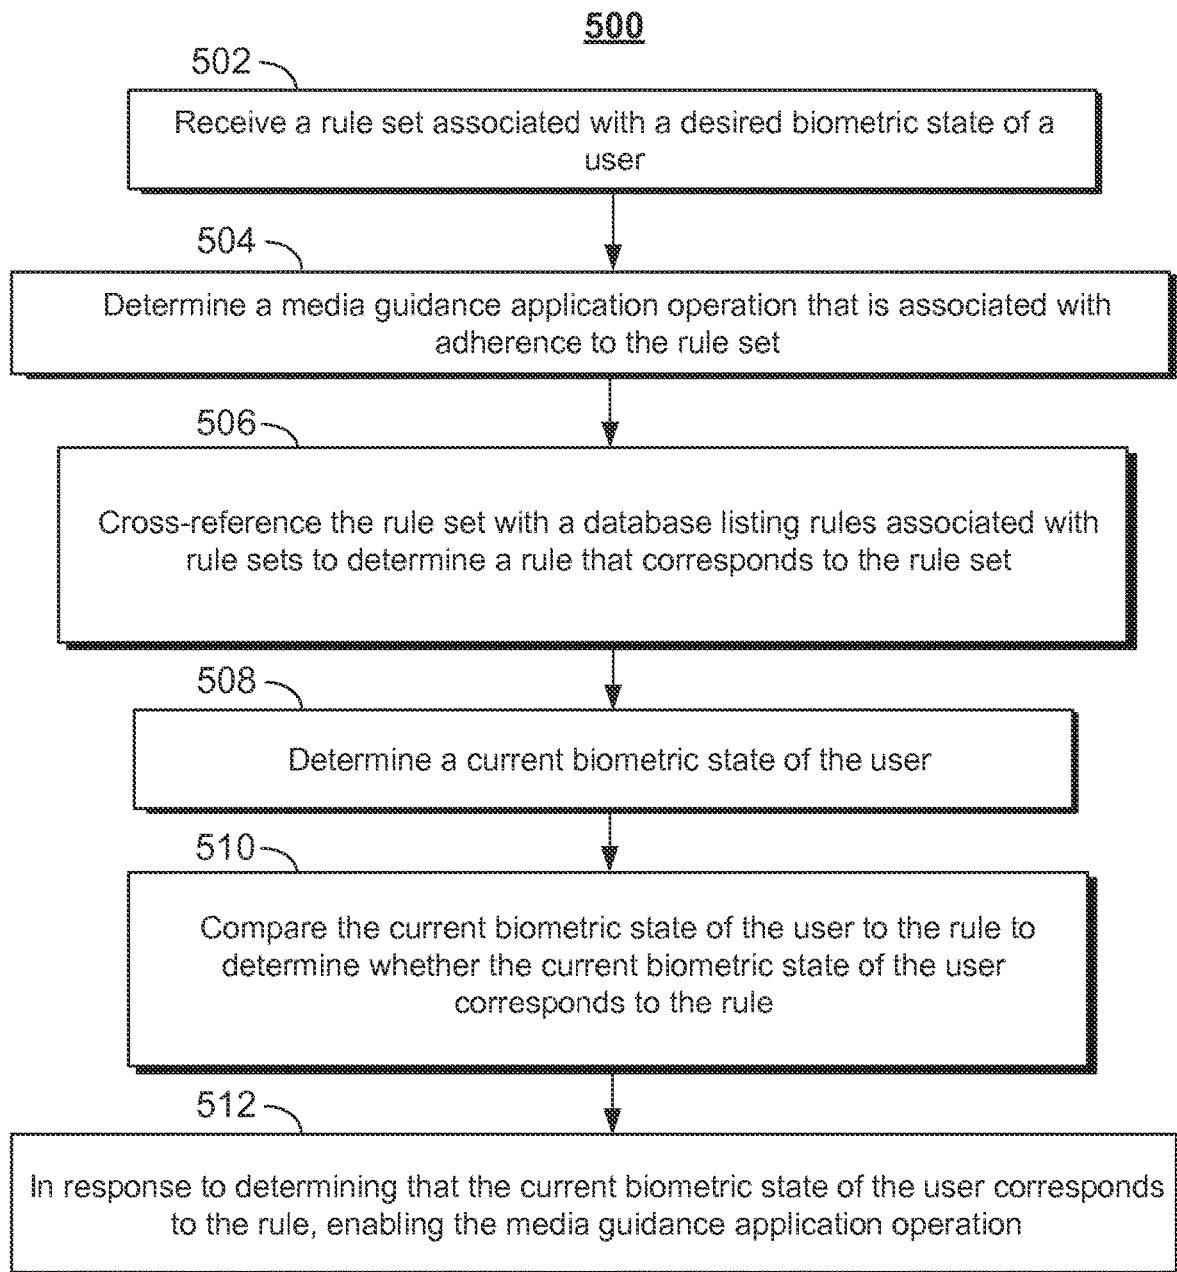 500
502
Receive a rule set associated with a desired biometric state of a
user
504
Determine a media guidance application operation that is associated with
adherence to the rule set
506
Cross-reference the rule set with a database listing rules associated with
rule sets to determine a rule that corresponds to the rule set
508
Determine a current biometric state of the user
510
Compare the current biometric state of the user to the rule to
determine whether the current biometric state of the user
corresponds to the rule
512
In response to determining that the current biometric state of the user corresponds
to the rule, enabling the media guidance application operation